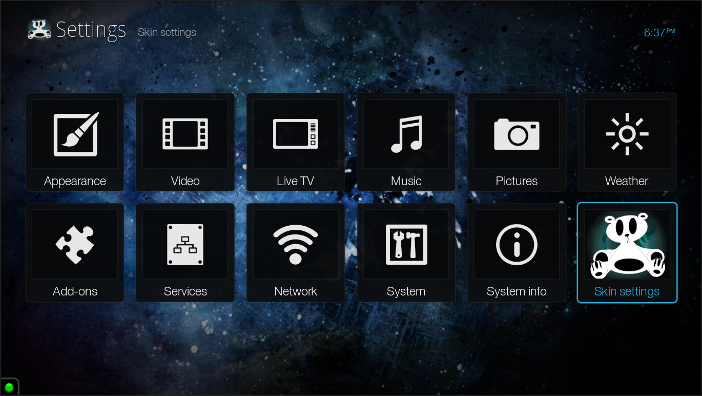 Settings Skin settings 6:37 PM
Appearance Video Live TV Music Pictures Weather
Add-ons Services Network System System info Skin settings